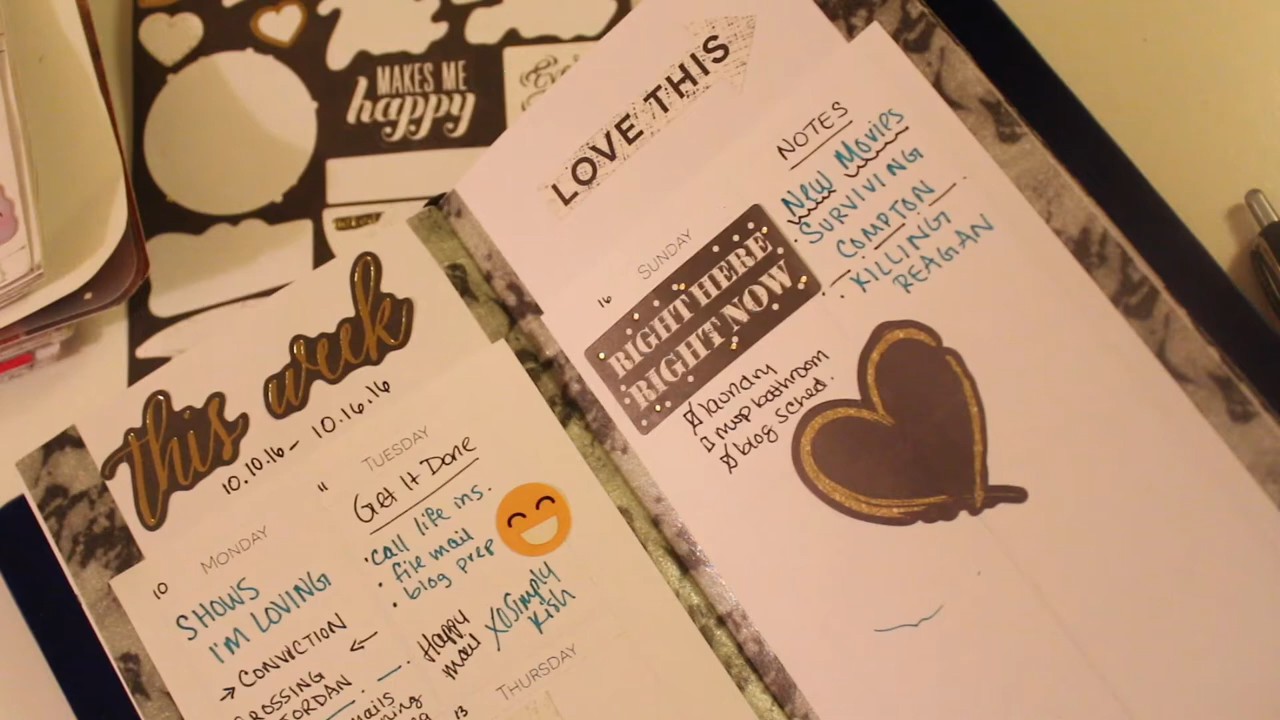 MAKES ME
happy
this week
10.10.16 - 10.16.16
10
MONDAY
SHOWS
I'M LOVING
→ CONVICTION ←
CROSSING
JORDAN
11
TUESDAY
Get It Done
• call life ins.
• file mail
• blog prep
• Happy
mail
XOSimply
Kish
13
THURSDAY
LOVE THIS
16
SUNDAY
RIGHT HERE
RIGHT NOW
laundry
mop bathroom
blog sched.
NOTES
New Movies
• SURVIVING
COMPTON
• KILLING
REAGAN